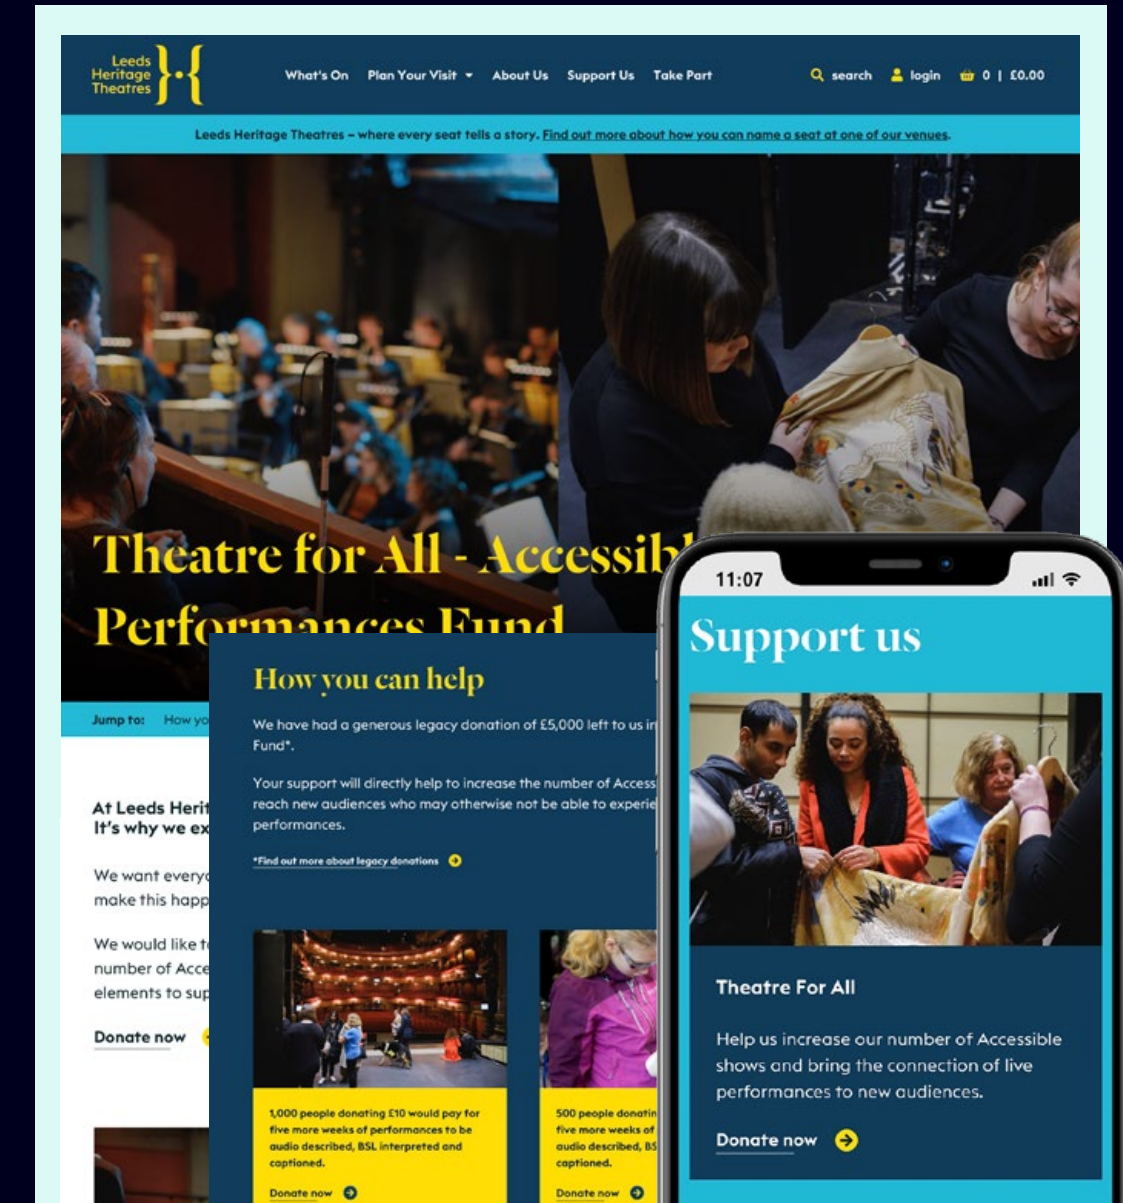 Leeds
Heritage
Theatres
What's On Plan Your Visit About Us Support Us Take Part
search login 0 | £0.00
Leeds Heritage Theatres – where every seat tells a story. Find out more about how you can name a seat at one of our venues.
Theatre for All - Accessib
Performances Fund
Jump to: How yo
At Leeds Herit
It's why we ex
We want everyo
make this happ
We would like to
number of Acce
elements to sup
Donate now
How you can help
We have had a generous legacy donation of £5,000 left to us in
Fund*.
Your support will directly help to increase the number of Access
reach new audiences who may otherwise not be able to experie
performances.
*Find out more about legacy donations
1,000 people donating £10 would pay for
five more weeks of performances to be
audio described, BSL interpreted and
captioned.
Donate now
500 people donatin
five more weeks of
audio described, BS
captioned.
Donate now
11:07
Support us
Theatre For All
Help us increase our number of Accessible
shows and bring the connection of live
performances to new audiences.
Donate now